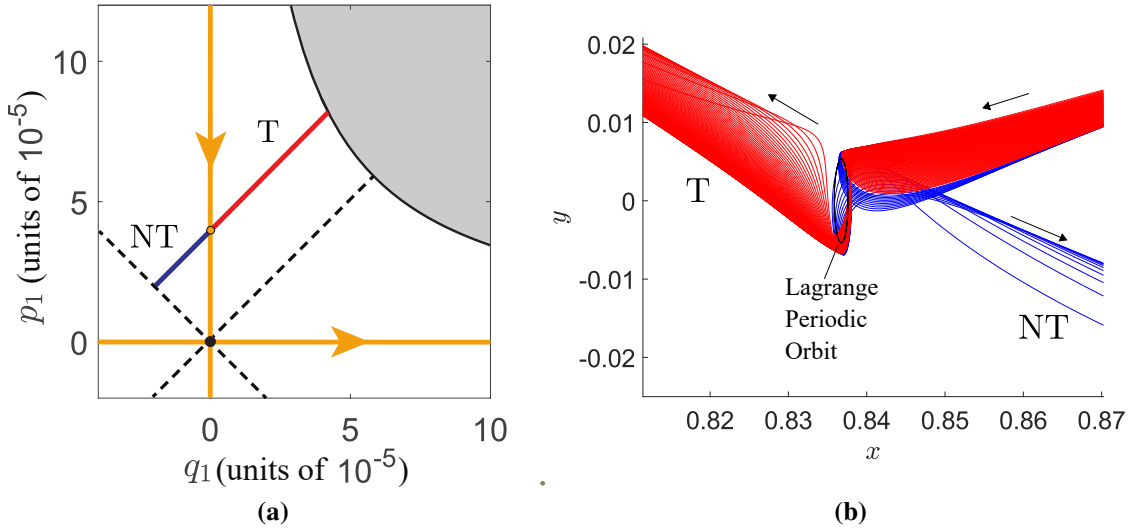 10
5
0
p₁ (units of 10⁻⁵)
T
NT
0
5
10
q₁ (units of 10⁻⁵)
(a)
0.02
0.01
0
-0.01
-0.02
y
T
NT
Lagrange
Periodic
Orbit
0.82
0.83
0.84
0.85
0.86
0.87
x
(b)